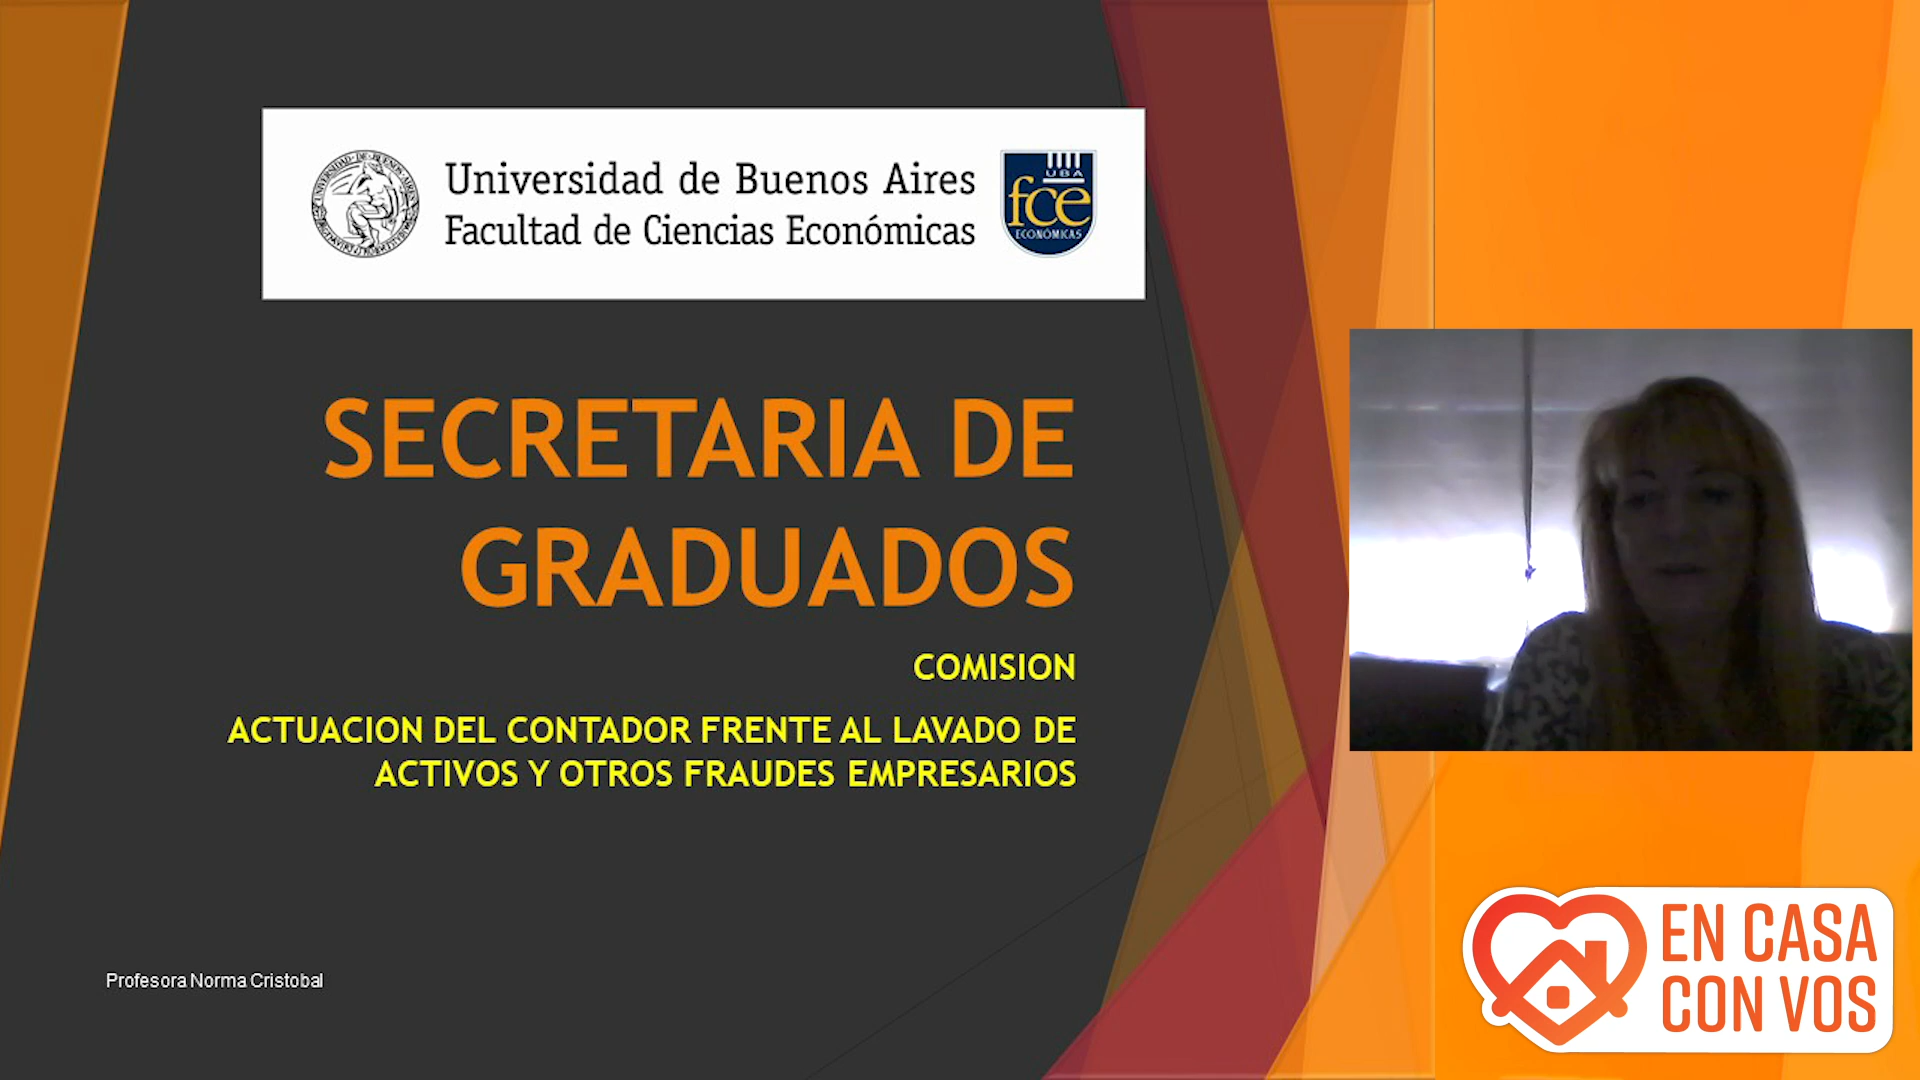 Universidad de Buenos Aires
Facultad de Ciencias Económicas
UBA
fce
ECONÓMICAS
SECRETARIA DE
GRADUADOS
COMISION
ACTUACION DEL CONTADOR FRENTE AL LAVADO DE
ACTIVOS Y OTROS FRAUDES EMPRESARIOS
Profesora Norma Cristobal
EN CASA
CON VOS